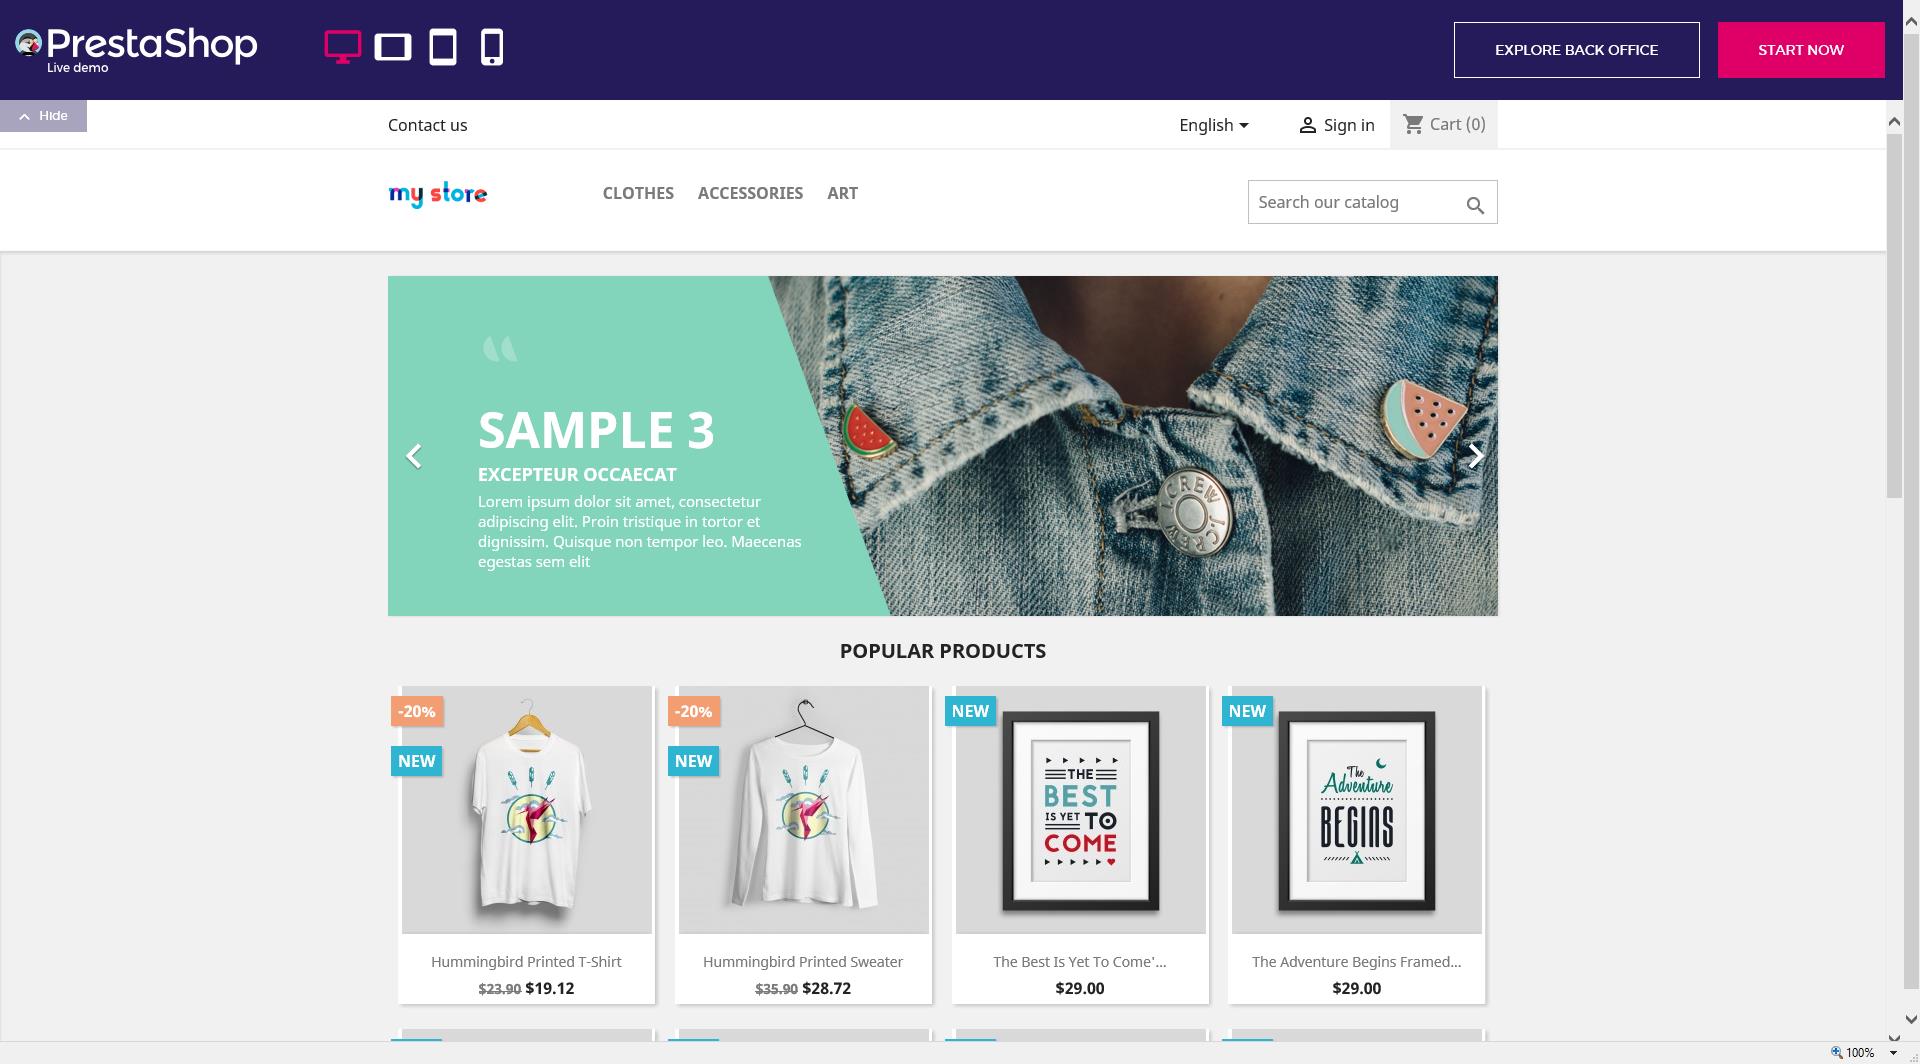 PrestaShop
Live demo
EXPLORE BACK OFFICE
START NOW
Hide
Contact us
English
Sign in
Cart (0)
my store
CLOTHES
ACCESSORIES
ART
Search our catalog
SAMPLE 3
EXCEPTEUR OCCAECAT
Lorem ipsum dolor sit amet, consectetur
adipiscing elit. Proin tristique in tortor et
dignissim. Quisque non tempor leo. Maecenas
egestas sem elit
J.CREW J.CREW
POPULAR PRODUCTS
-20%
NEW
-20%
NEW
NEW
THE
BEST
IS YET TO
COME
NEW
The
Adventure
BEGINS
Hummingbird Printed T-Shirt
$23.90 $19.12
Hummingbird Printed Sweater
$35.90 $28.72
The Best Is Yet To Come'...
$29.00
The Adventure Begins Framed...
$29.00
100%